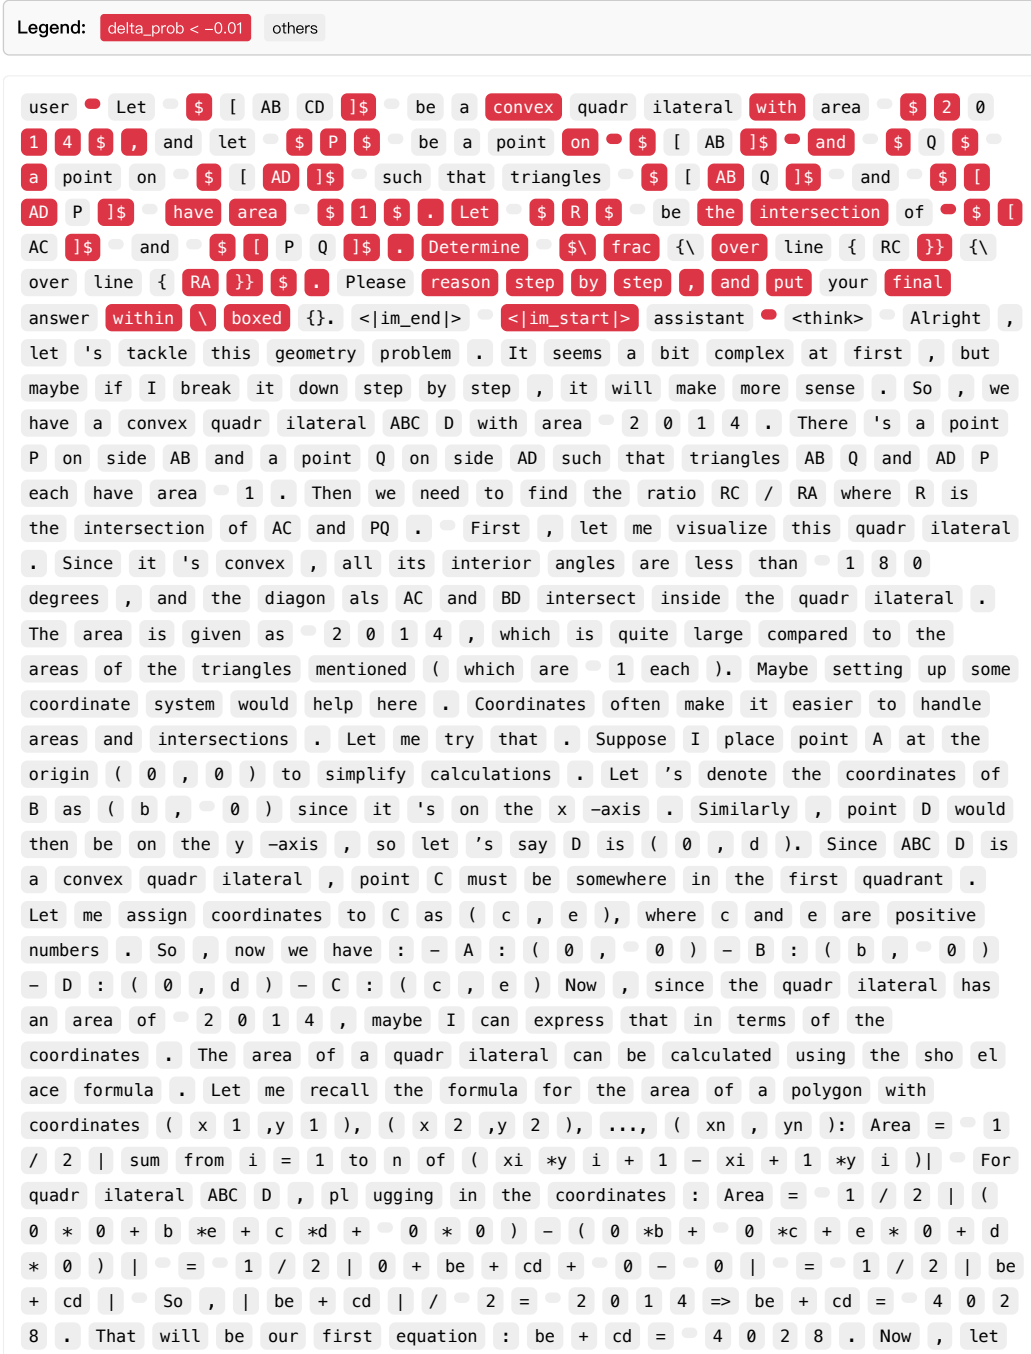 Legend: delta_prob < −0.01 others
user Let $ [ AB CD ]$ be a convex quadr ilateral with area $ 2 0
1 4 $ , and let $ P $ be a point on $ [ AB ]$ and $ Q $
a point on $ [ AD ]$ such that triangles $ [ AB Q ]$ and $ [
AD P ]$ have area $ 1 $ . Let $ R $ be the intersection of $ [
AC ]$ and $ [ P Q ]$ . Determine $\ frac {\ over line { RC }} {\
over line { RA }} $ . Please reason step by step , and put your final
answer within \ boxed {}. <|im_end|> <|im_start|> assistant <think> Alright ,
let 's tackle this geometry problem . It seems a bit complex at first , but
maybe if I break it down step by step , it will make more sense . So , we
have a convex quadr ilateral ABC D with area 2 0 1 4 . There 's a point
P on side AB and a point Q on side AD such that triangles AB Q and AD P
each have area 1 . Then we need to find the ratio RC / RA where R is
the intersection of AC and PQ . First , let me visualize this quadr ilateral
. Since it 's convex , all its interior angles are less than 1 8 0
degrees , and the diagon als AC and BD intersect inside the quadr ilateral .
The area is given as 2 0 1 4 , which is quite large compared to the
areas of the triangles mentioned ( which are 1 each ). Maybe setting up some
coordinate system would help here . Coordinates often make it easier to handle
areas and intersections . Let me try that . Suppose I place point A at the
origin ( 0 , 0 ) to simplify calculations . Let ’s denote the coordinates of
B as ( b , 0 ) since it 's on the x -axis . Similarly , point D would
then be on the y -axis , so let ’s say D is ( 0 , d ). Since ABC D is
a convex quadr ilateral , point C must be somewhere in the first quadrant .
Let me assign coordinates to C as ( c , e ), where c and e are positive
numbers . So , now we have : - A : ( 0 , 0 ) - B : ( b , 0 )
- D : ( 0 , d ) - C : ( c , e ) Now , since the quadr ilateral has
an area of 2 0 1 4 , maybe I can express that in terms of the
coordinates . The area of a quadr ilateral can be calculated using the sho el
ace formula . Let me recall the formula for the area of a polygon with
coordinates ( x 1 ,y 1 ), ( x 2 ,y 2 ), ..., ( xn , yn ): Area = 1
/ 2 | sum from i = 1 to n of ( xi *y i + 1 - xi + 1 *y i )| For
quadr ilateral ABC D , pl ugging in the coordinates : Area = 1 / 2 | (
0 * 0 + b *e + c *d + 0 * 0 ) - ( 0 *b + 0 *c + e * 0 + d
* 0 ) | = 1 / 2 | 0 + be + cd + 0 - 0 | = 1 / 2 | be
+ cd | So , | be + cd | / 2 = 2 0 1 4 => be + cd = 4 0 2
8 . That will be our first equation : be + cd = 4 0 2 8 . Now , let